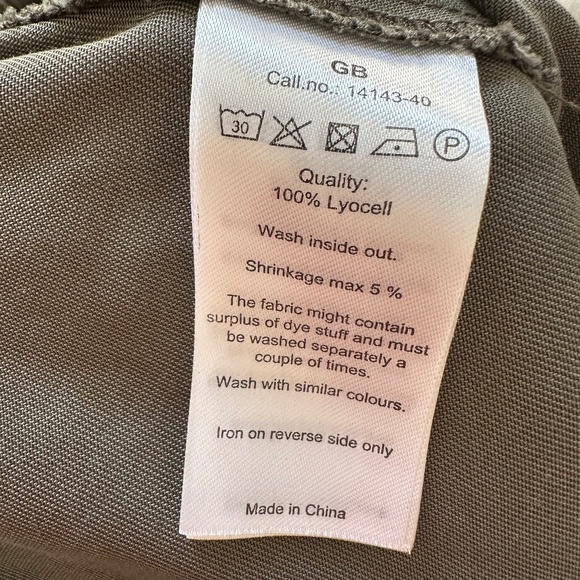 GB
Call.no.: 14143-40
30 P
Quality:
100% Lyocell
Wash inside out.
Shrinkage max 5 %
The fabric might contain
surplus of dye stuff and must
be washed separately a
couple of times.
Wash with similar colours.
Iron on reverse side only
Made in China